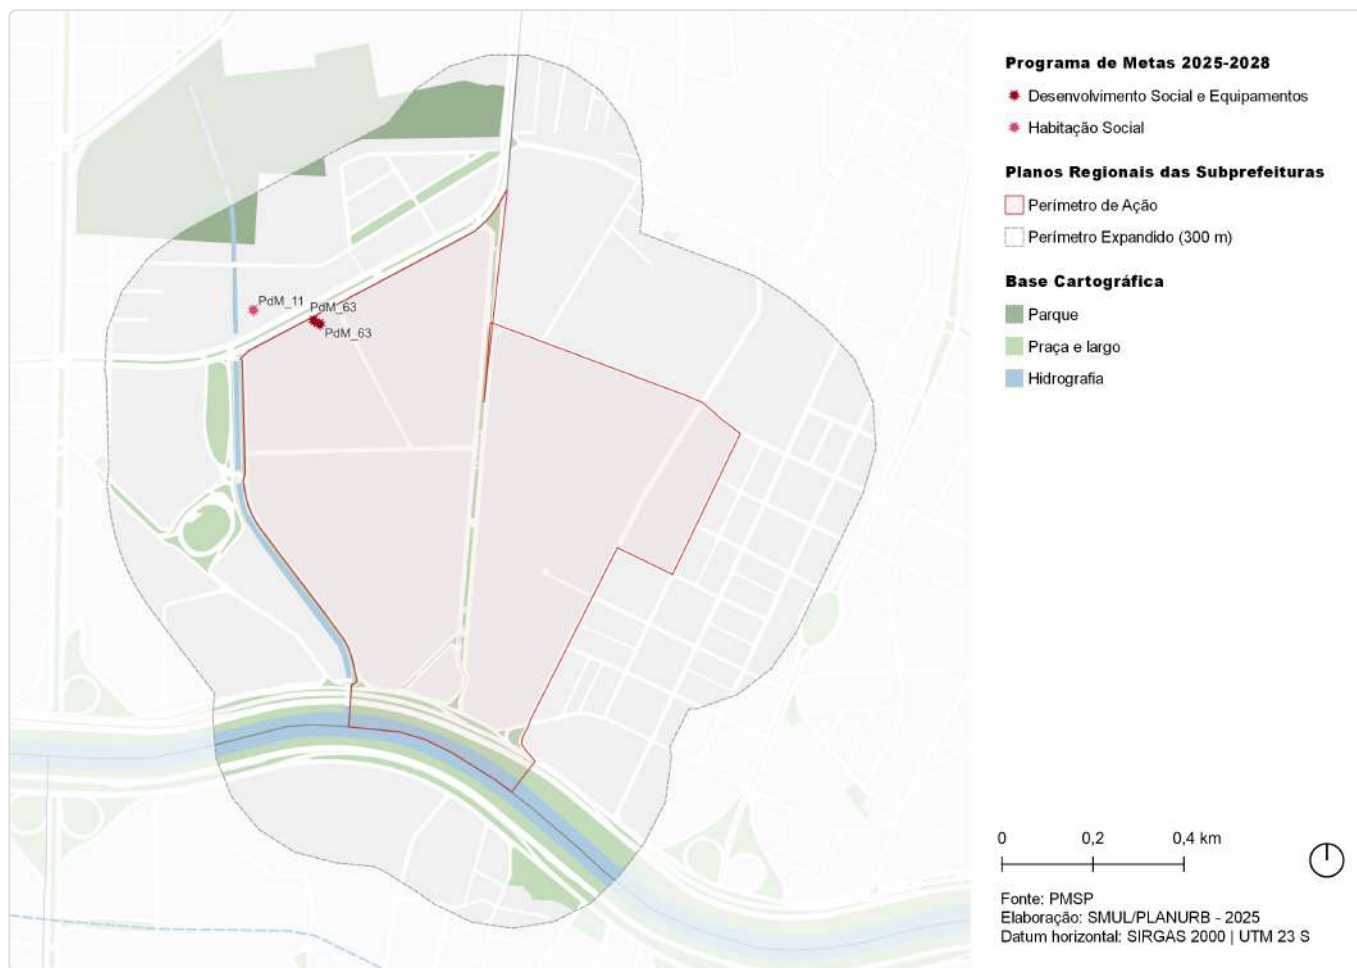 PdM_11
PdM_63
PdM_63
Programa de Metas 2025-2028
Desenvolvimento Social e Equipamentos
Habitação Social
Planos Regionais das Subprefeituras
Perímetro de Ação
Perímetro Expandido (300 m)
Base Cartográfica
Parque
Praça e largo
Hidrografia
0 0,2 0,4 km
Fonte: PMSP
Elaboração: SMUL/PLANURB - 2025
Datum horizontal: SIRGAS 2000 | UTM 23 S